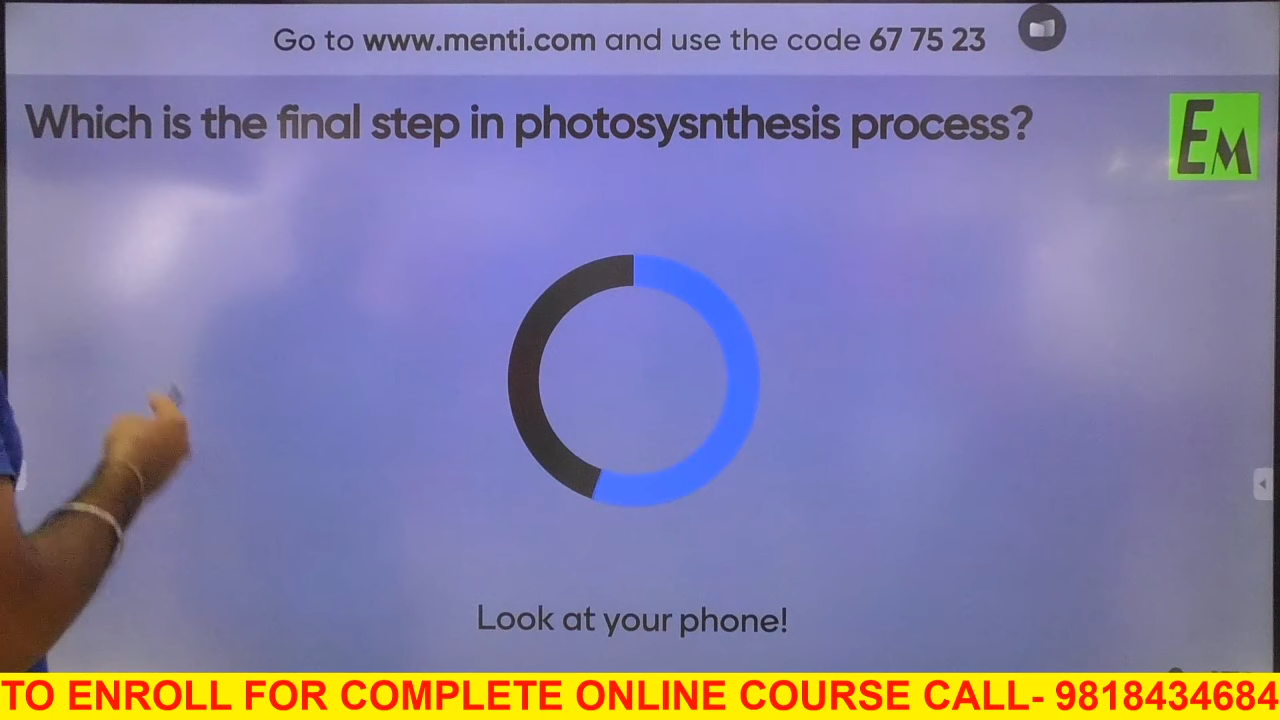 Go to www.menti.com and use the code 67 75 23
Which is the final step in photosysnthesis process?
EM
Look at your phone!
TO ENROLL FOR COMPLETE ONLINE COURSE CALL- 9818434684